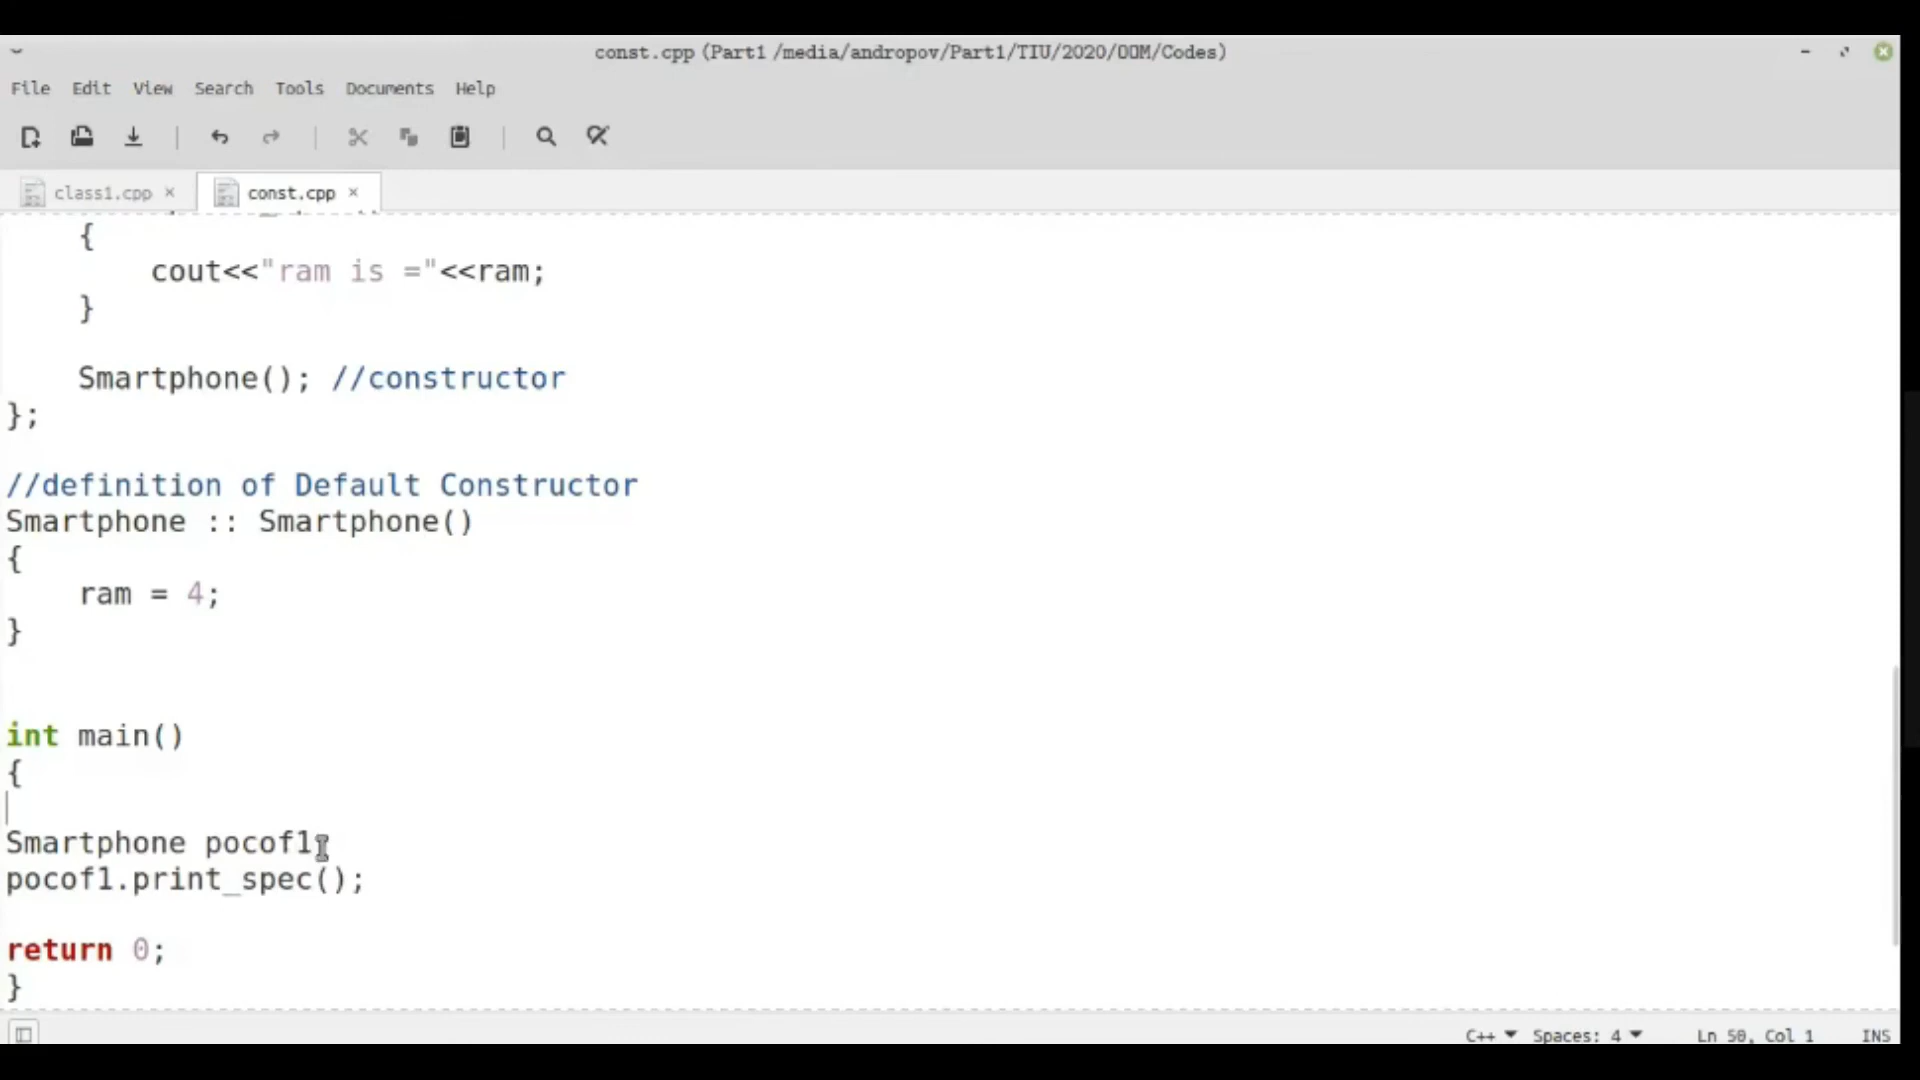 const.cpp (Part1 /media/andropov/Part1/TIU/2020/OOM/Codes)
File Edit View Search Tools Documents Help
class1.cpp × const.cpp ×
{
cout<<"ram is ="<<ram;
}
Smartphone(); //constructor
};
//definition of Default Constructor
Smartphone :: Smartphone()
{
ram = 4;
}
int main()
{
Smartphone pocof1
pocof1.print_spec();
return 0;
}
C++ Spaces: 4 Ln 50, Col 1 INS